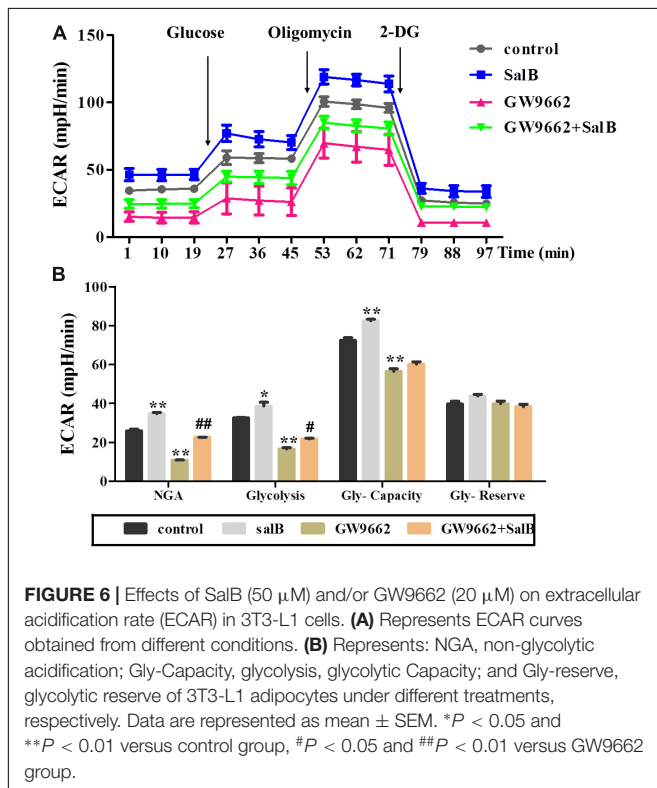 A
Glucose
Oligomycin
2-DG
control
SalB
GW9662
GW9662+SalB
ECAR (mpH/min)
150
100
50
0
1 10 19 27 36 45 53 62 71 79 88 97 Time (min)
B
ECAR (mpH/min)
100
80
60
40
20
0
** ** ## * ** # ** **
NGA Glycolysis Gly- Capacity Gly- Reserve
control salB GW9662 GW9662+SalB
FIGURE 6 | Effects of SalB (50 μM) and/or GW9662 (20 μM) on extracellular
acidification rate (ECAR) in 3T3-L1 cells. (A) Represents ECAR curves
obtained from different conditions. (B) Represents: NGA, non-glycolytic
acidification; Gly-Capacity, glycolysis, glycolytic Capacity; and Gly-reserve,
glycolytic reserve of 3T3-L1 adipocytes under different treatments,
respectively. Data are represented as mean ± SEM. *P < 0.05 and
**P < 0.01 versus control group, #P < 0.05 and ##P < 0.01 versus GW9662
group.